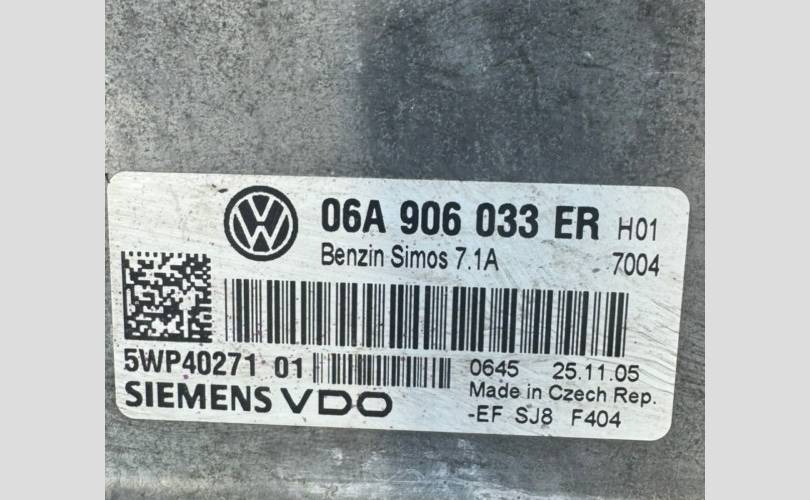 06A 906 033 ER H01
Benzin Simos 7.1A 7004
5WP40271 01 0645 25.11.05
SIEMENS VDO Made in Czech Rep.
-EF SJ8 F404